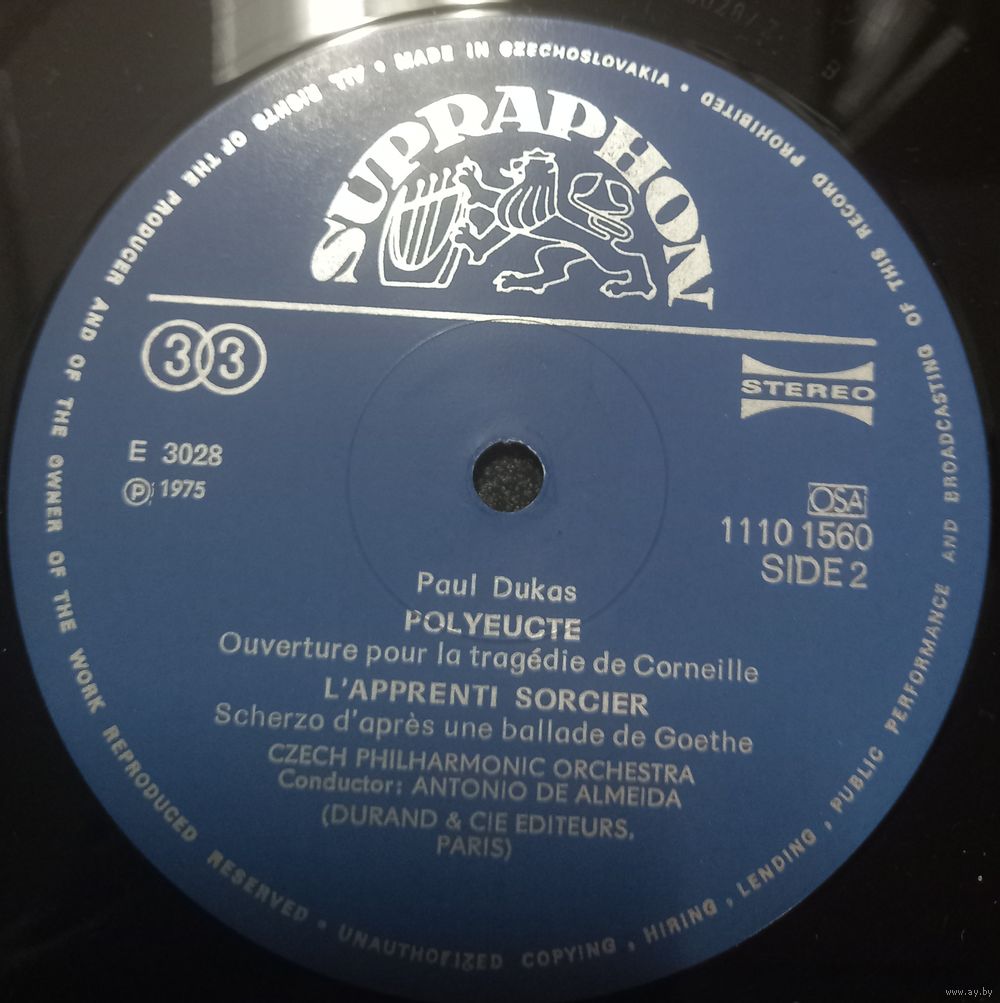 MADE IN CZECHOSLOVAKIA • ALL RIGHTS OF THE PRODUCER AND OF THE OWNER OF THE WORK REPRODUCED RESERVED • UNAUTHORIZED COPYING, HIRING, LENDING, PUBLIC PERFORMANCE AND BROADCASTING OF THIS RECORD PROHIBITED •
SUPRAPHON
33
STEREO
E 3028
℗ 1975
OSA
1110 1560
SIDE 2
Paul Dukas
POLYEUCTE
Ouverture pour la tragédie de Corneille
L'APPRENTI SORCIER
Scherzo d'après une ballade de Goethe
CZECH PHILHARMONIC ORCHESTRA
Conductor: ANTONIO DE ALMEIDA
(DURAND & CIE EDITEURS,
PARIS)
www.ay.by